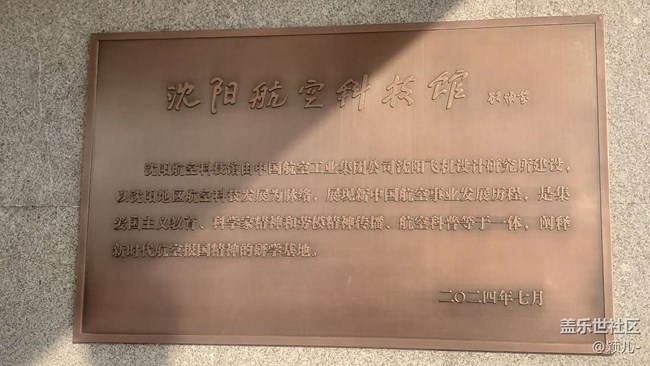 沈阳航空科技馆
沈阳航空科技馆由中国航空工业集团公司沈阳飞机设计研究所建设，
以沈阳地区航空科技发展为脉络，展现新中国航空事业发展历程，是集
爱国主义教育、科学家精神和劳模精神传播、航空科普等于一体，阐释
新时代航空报国精神的研学基地。
二〇二四年七月
盖乐世社区
@颍儿-